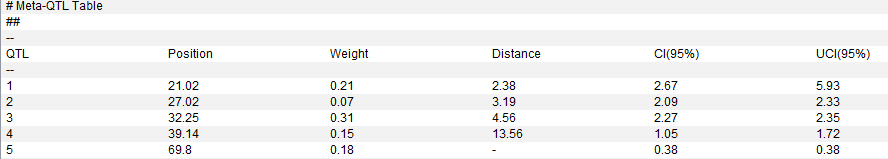 # Meta-QTL Table
##
--
QTL Position Weight Distance CI(95%) UCI(95%)
--
1 21.02 0.21 2.38 2.67 5.93
2 27.02 0.07 3.19 2.09 2.33
3 32.25 0.31 4.56 2.27 2.35
4 39.14 0.15 13.56 1.05 1.72
5 69.8 0.18 - 0.38 0.38